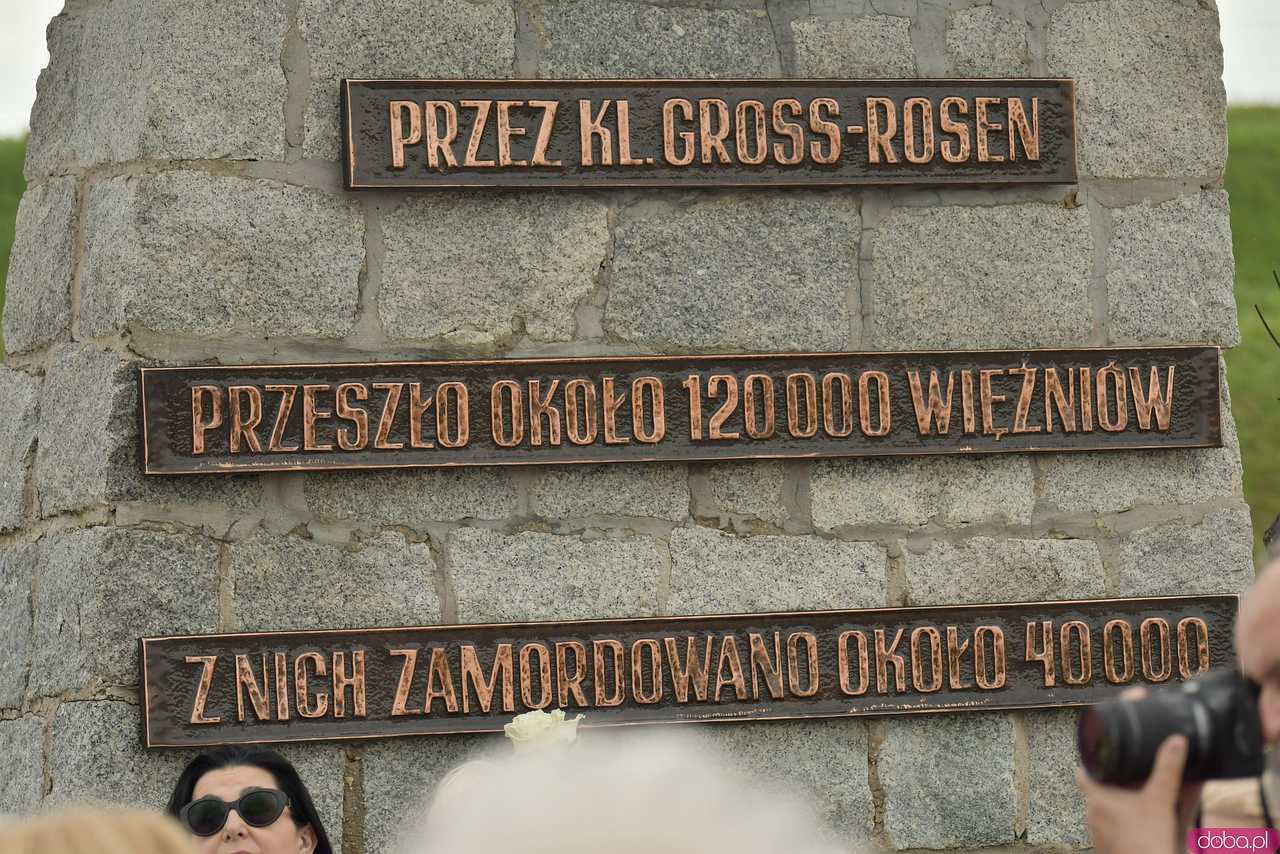 PRZEZ KL. GROSS-ROSEN
PRZESZŁO OKOŁO 120 000 WIĘŹNIÓW
Z NICH ZAMORDOWANO OKOŁO 40 000
doba.pl